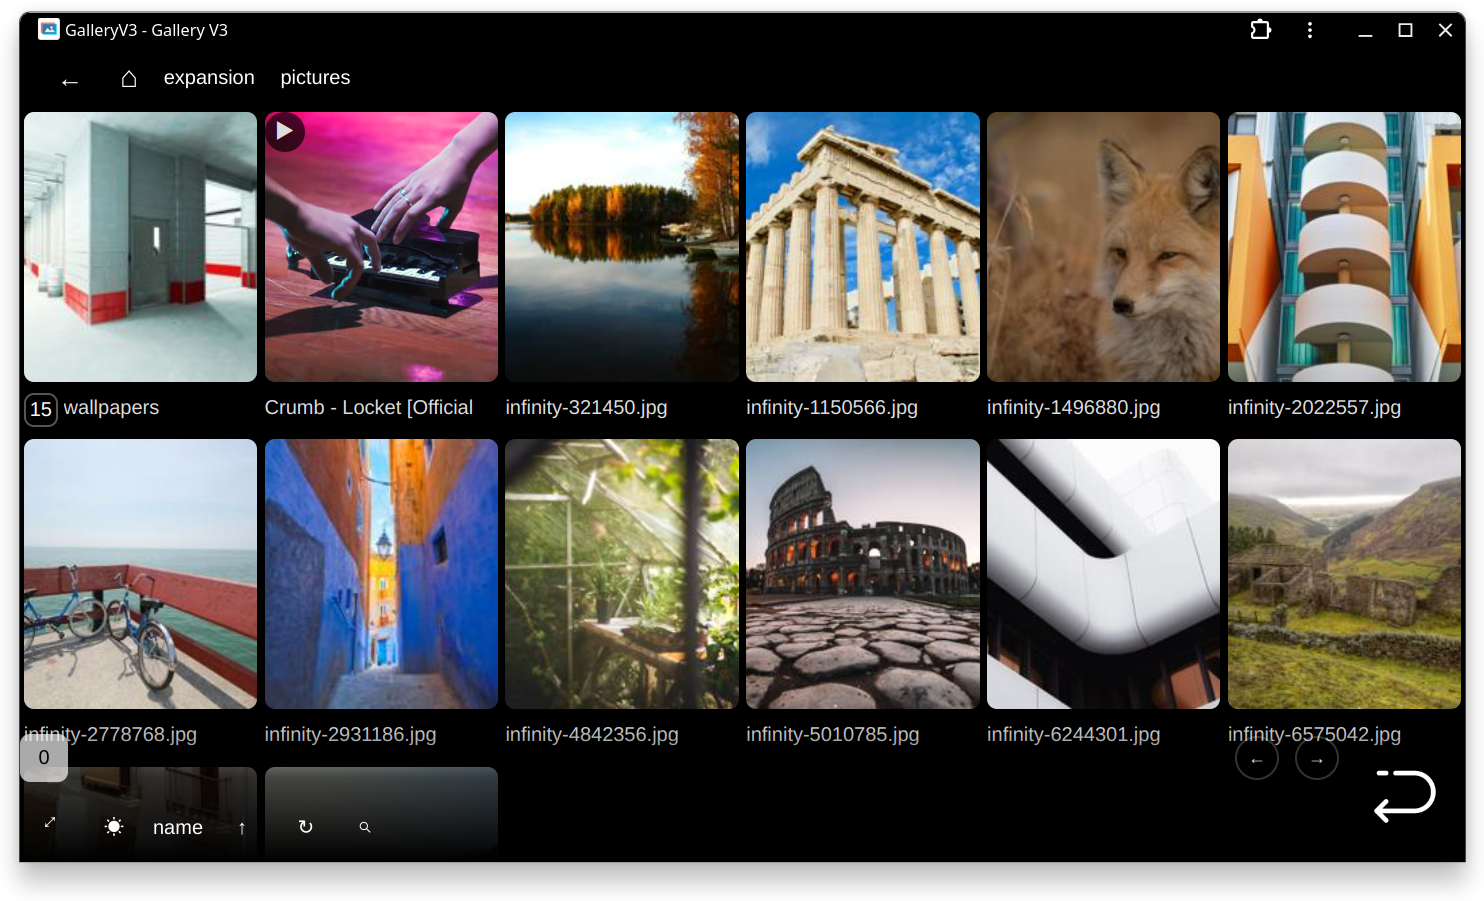 GalleryV3 - Gallery V3
← expansion pictures
15 wallpapers
Crumb - Locket [Official
infinity-321450.jpg
infinity-1150566.jpg
infinity-1496880.jpg
infinity-2022557.jpg
infinity-2778768.jpg
infinity-2931186.jpg
infinity-4842356.jpg
infinity-5010785.jpg
infinity-6244301.jpg
infinity-6575042.jpg
0
← →
name ↑ ↻